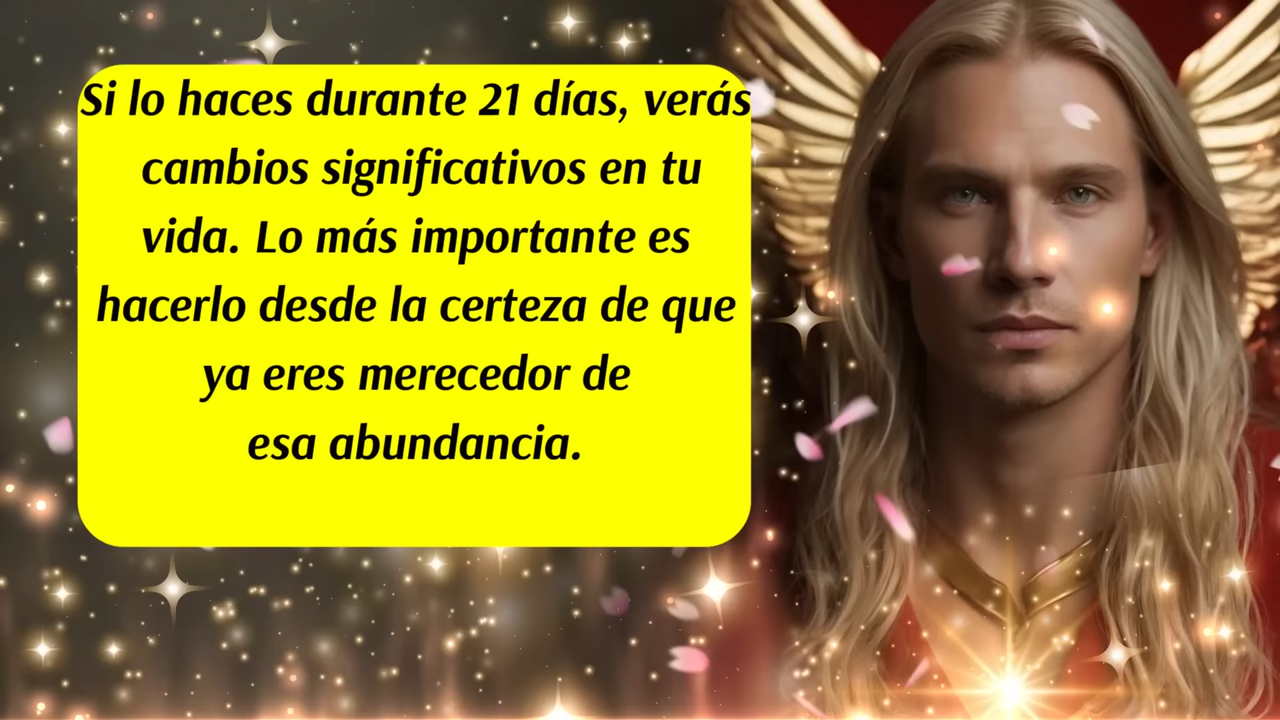 Si lo haces durante 21 días, verás
cambios significativos en tu
vida. Lo más importante es
hacerlo desde la certeza de que
ya eres merecedor de
esa abundancia.